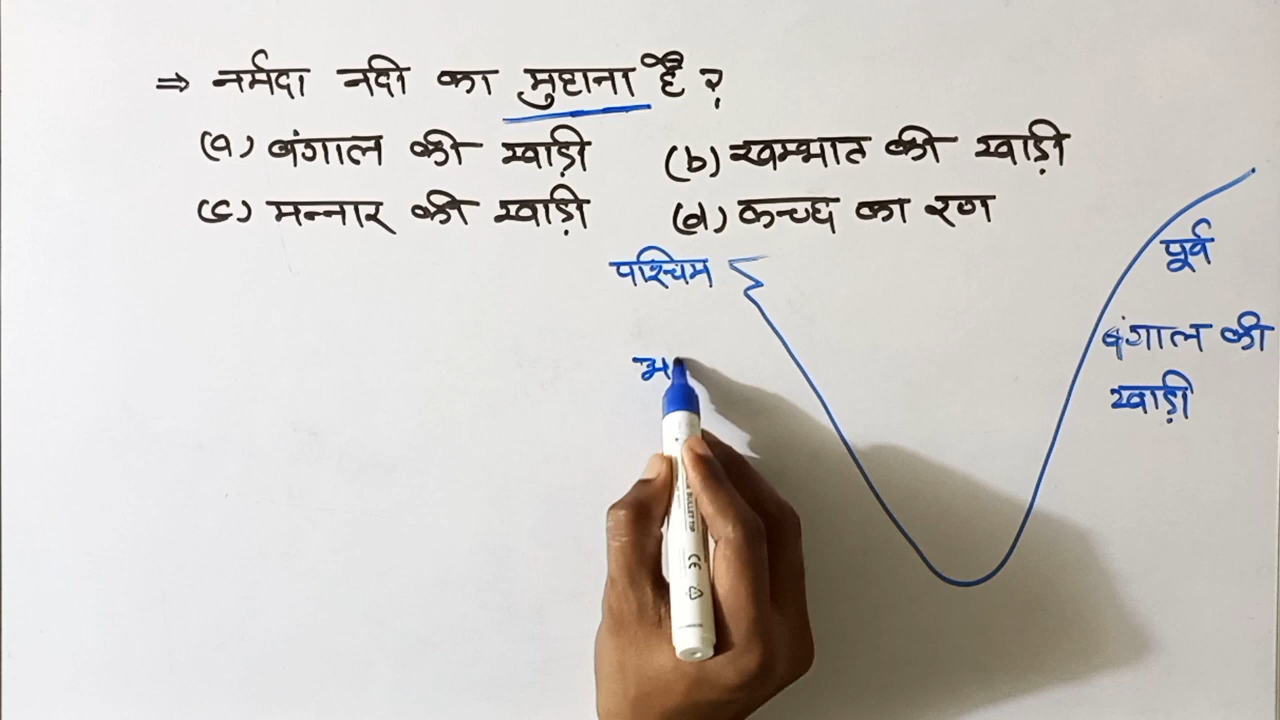 ⇒ नर्मदा नदी का मुहाना है ?
(a) बंगाल की खाड़ी (b) खम्भात की खाड़ी
(c) मन्नार की खाड़ी (d) कच्छ का रण
पश्चिम
पूर्व
बंगाल की
खाड़ी
अ